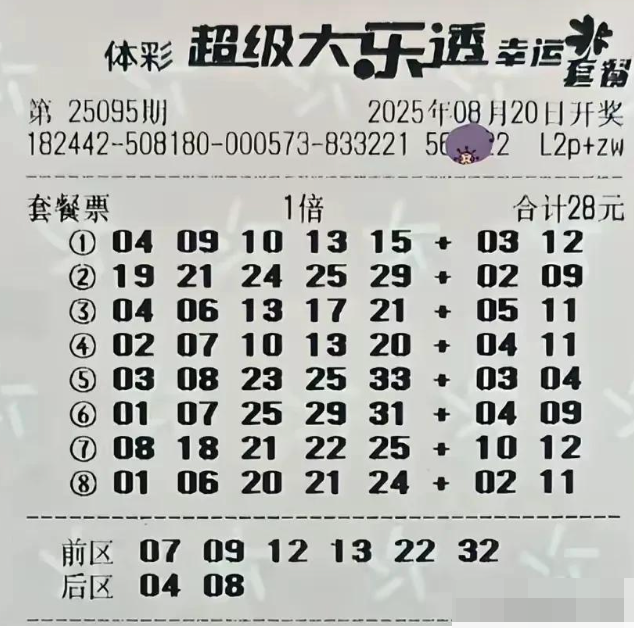 体彩 超级大乐透 幸运套餐
第 25095期 2025年08月20日开奖
182442-508180-000573-833221 56 22 L2p+zw
套餐票 1倍 合计28元
① 04 09 10 13 15 + 03 12
② 19 21 24 25 29 + 02 09
③ 04 06 13 17 21 + 05 11
④ 02 07 10 13 20 + 04 11
⑤ 03 08 23 25 33 + 03 04
⑥ 01 07 25 29 31 + 04 09
⑦ 08 18 21 22 25 + 10 12
⑧ 01 06 20 21 24 + 02 11
前区 07 09 12 13 22 32
后区 04 08